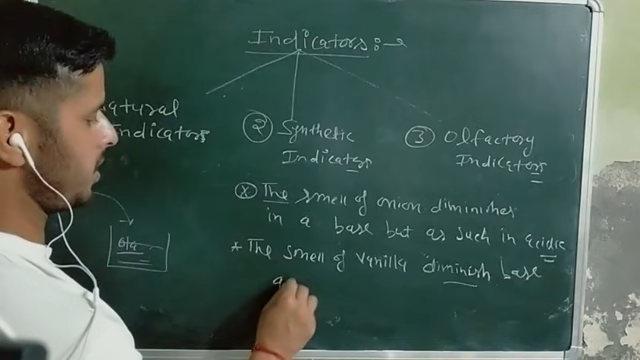 Indicators :-
atural
Indicators
② Synthetic
Indicators
③ Olfactory
Indicators
The smell of onion diminishes
in a base but as such in acidic
* The smell of vanilla diminish base
a